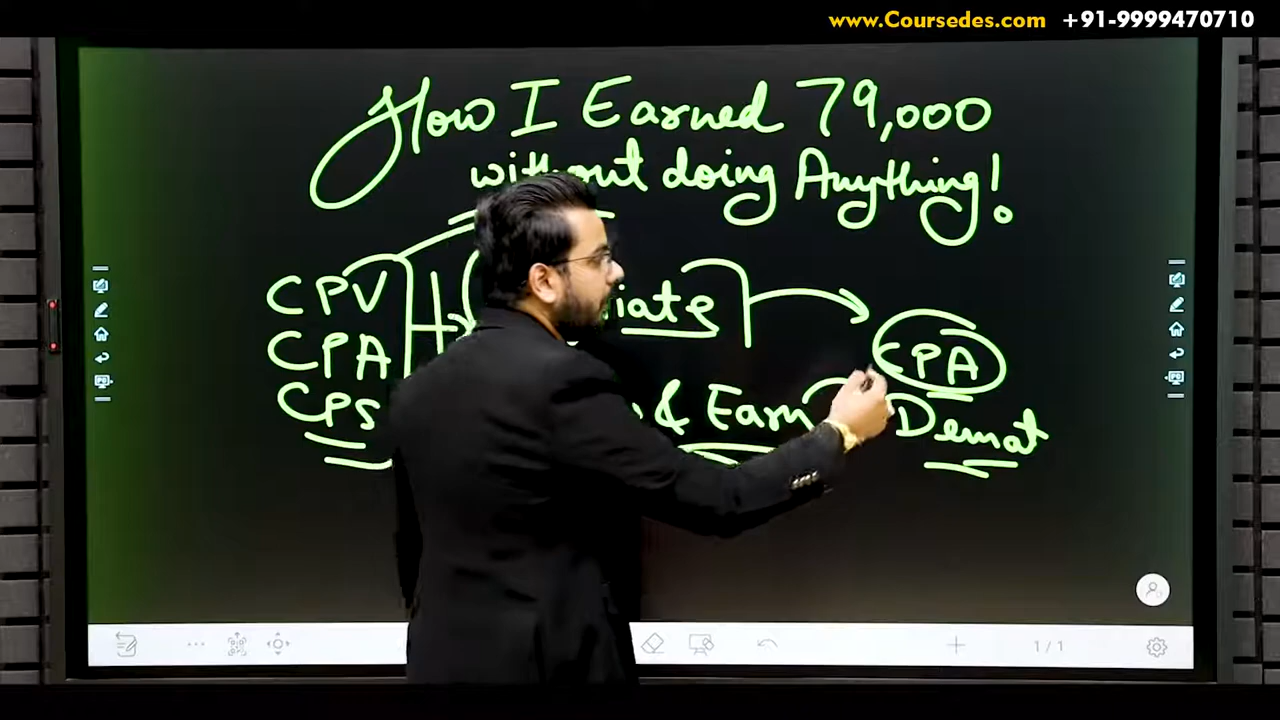 www.Coursedes.com +91-9999470710
How I Earned 79,000
without doing Anything!
CPV
CPA
CPS
& Earn
CPA
Demat
1/1